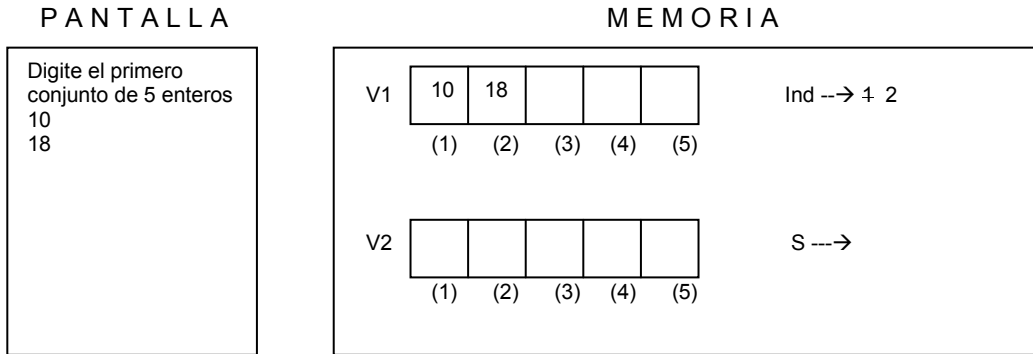 P A N T A L L A
M E M O R I A
Digite el primero
conjunto de 5 enteros
10
18
V1 10 18 Ind --→ 1 2
(1) (2) (3) (4) (5)
V2 S ---→
(1) (2) (3) (4) (5)